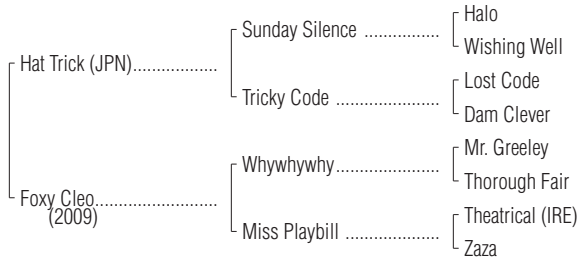 Halo
Sunday Silence ................
Wishing Well
Hat Trick (JPN)..................
Lost Code
Tricky Code ......................
Dam Clever
Mr. Greeley
Whywhywhy......................
Thorough Fair
Foxy Cleo..........................
(2009)
Theatrical (IRE)
Miss Playbill ....................
Zaza